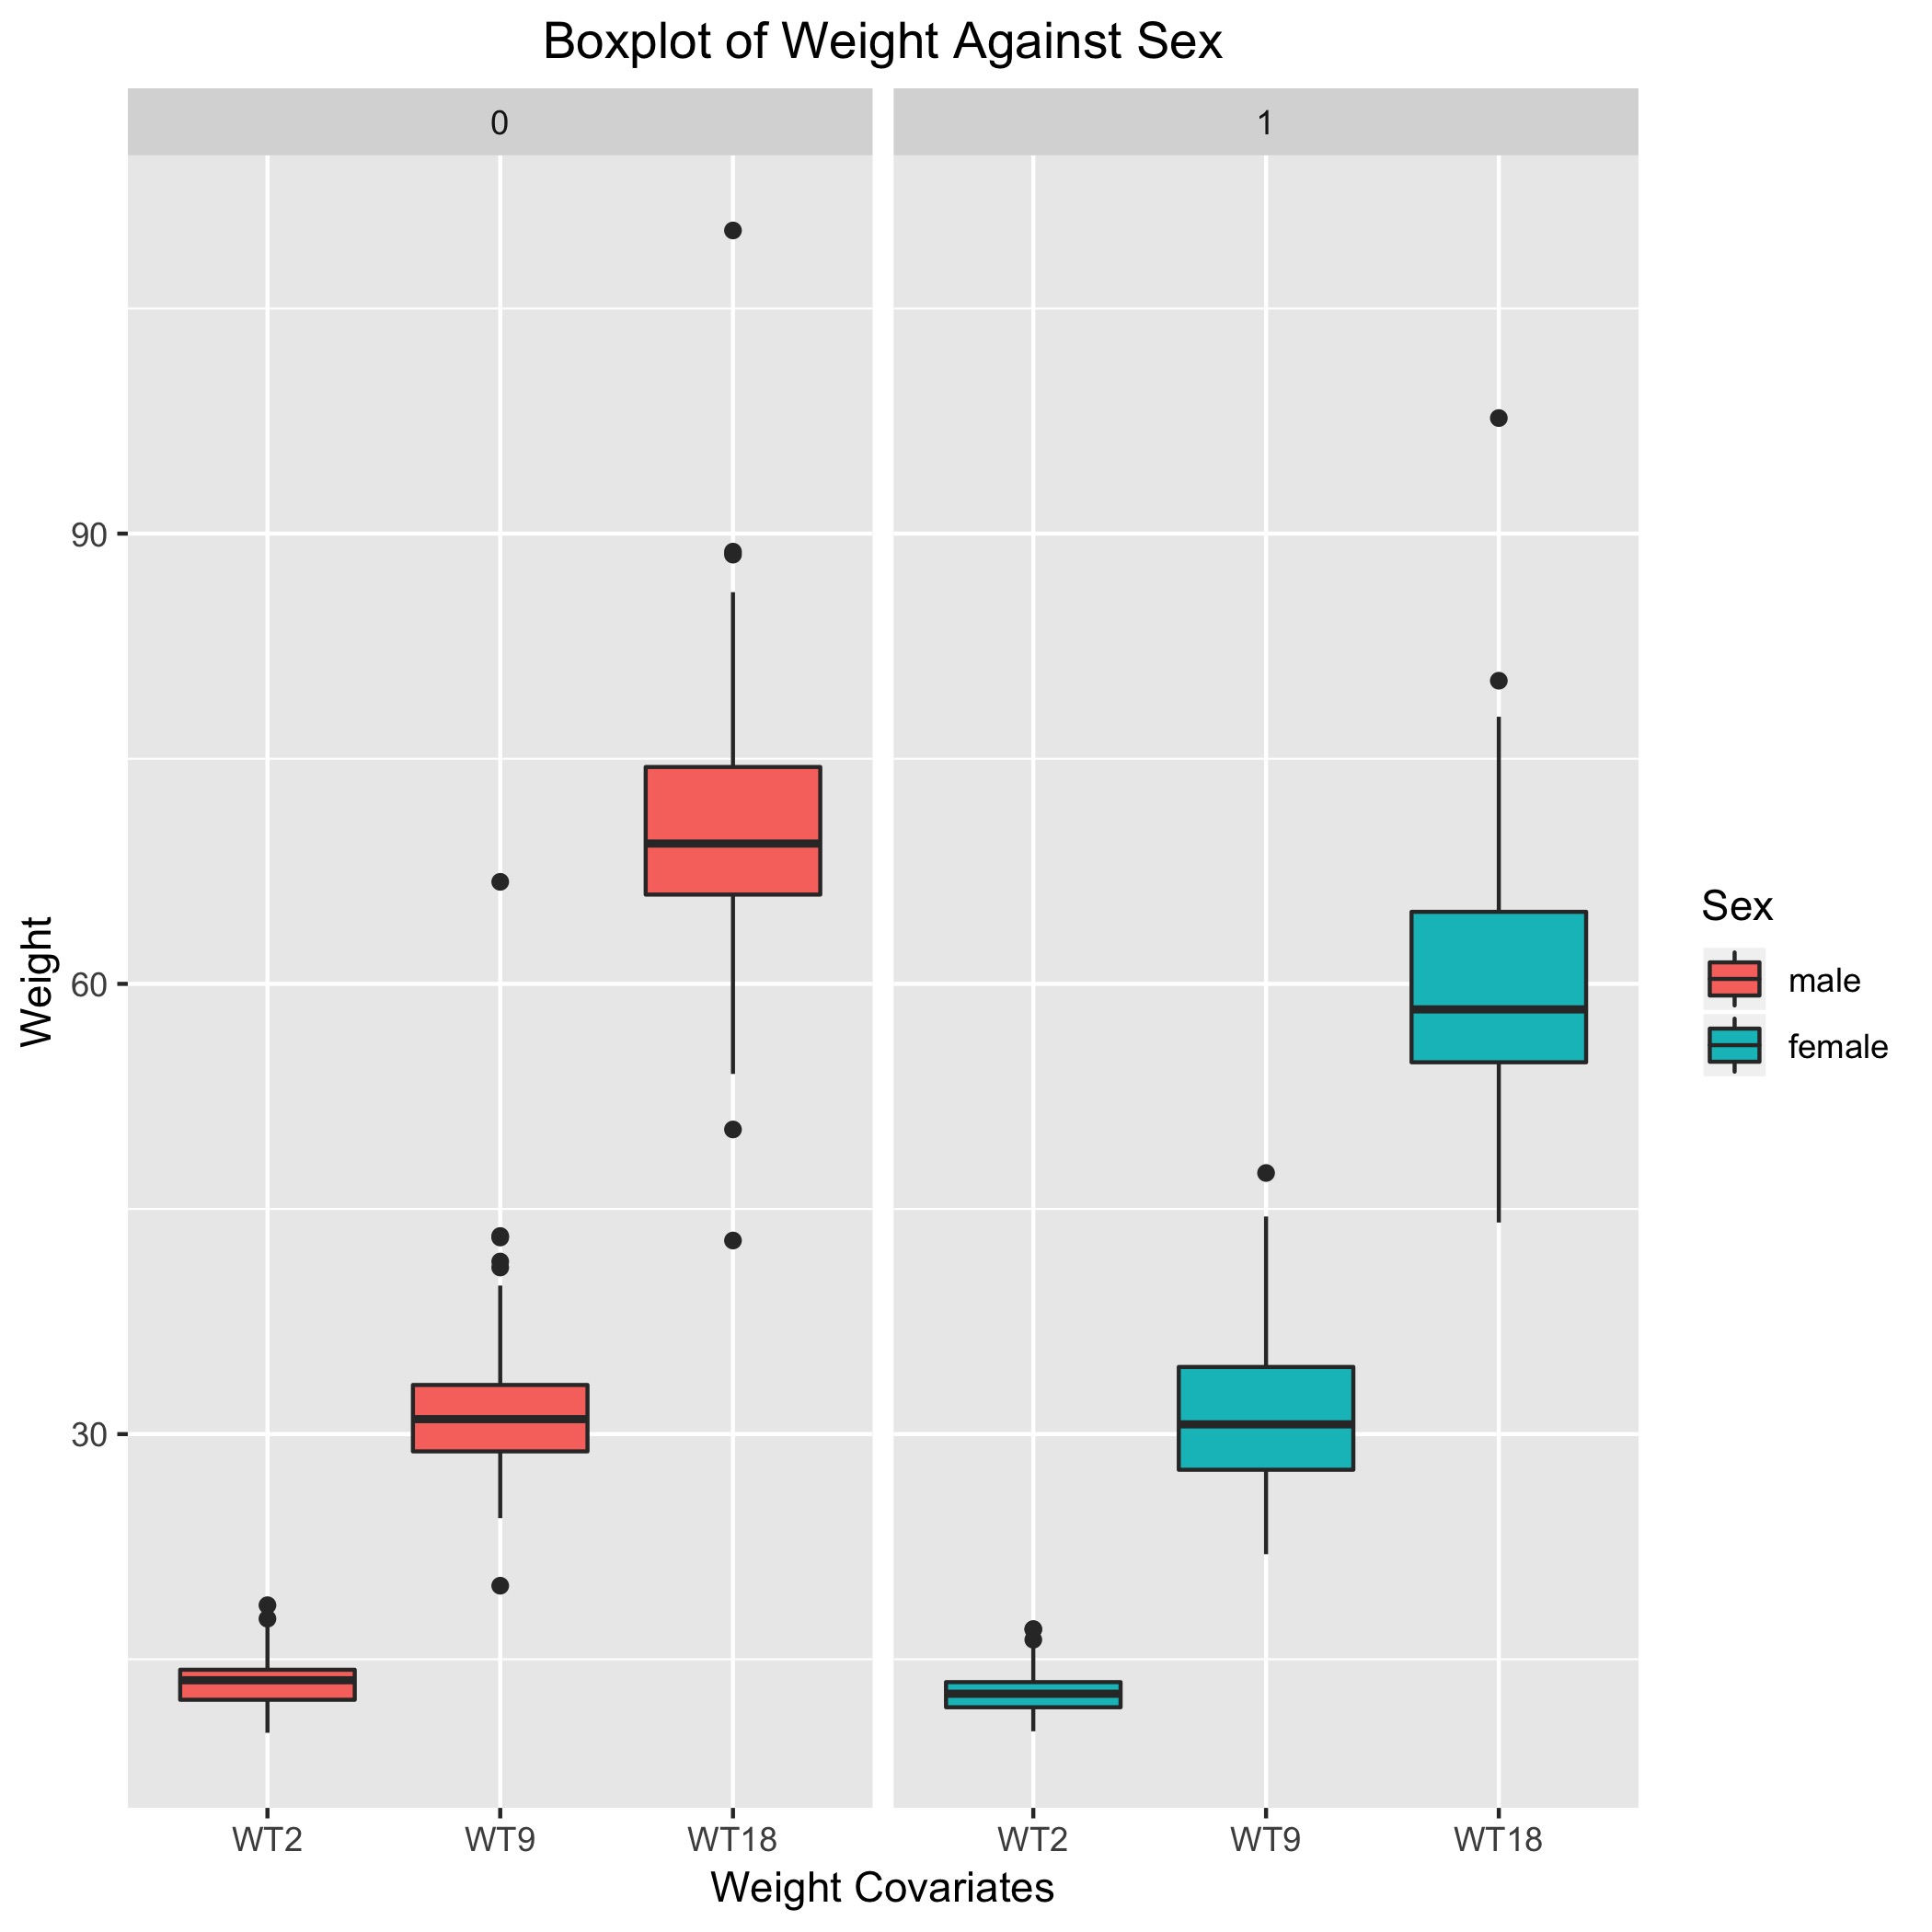 Boxplot of Weight Against Sex
0 1
90
60
30
Weight
WT2 WT9 WT18 WT2 WT9 WT18
Weight Covariates
Sex
male
female